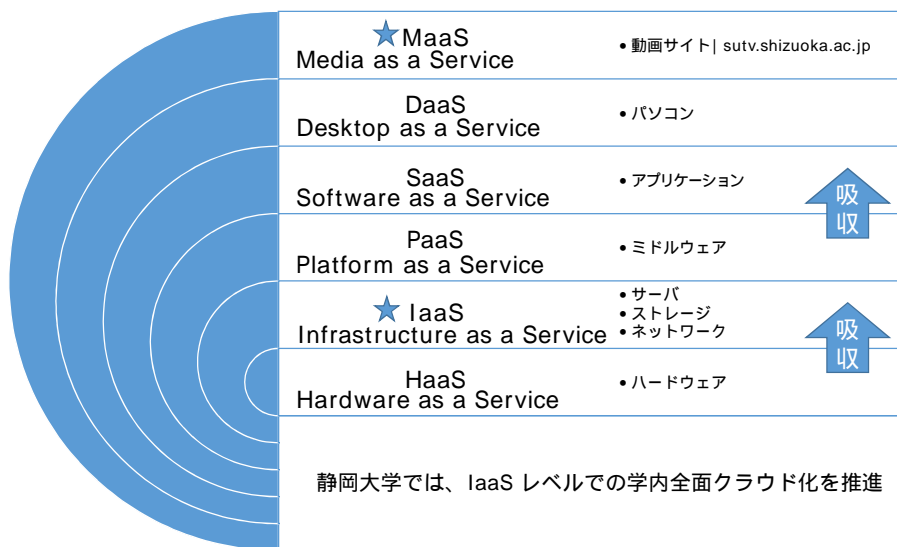 MaaS
Media as a Service
• 動画サイト| sutv.shizuoka.ac.jp
DaaS
Desktop as a Service
• パソコン
SaaS
Software as a Service
• アプリケーション
吸収
PaaS
Platform as a Service
• ミドルウェア
IaaS
Infrastructure as a Service
• サーバ
• ストレージ
• ネットワーク
吸収
HaaS
Hardware as a Service
• ハードウェア
静岡大学では、IaaS レベルでの学内全面クラウド化を推進